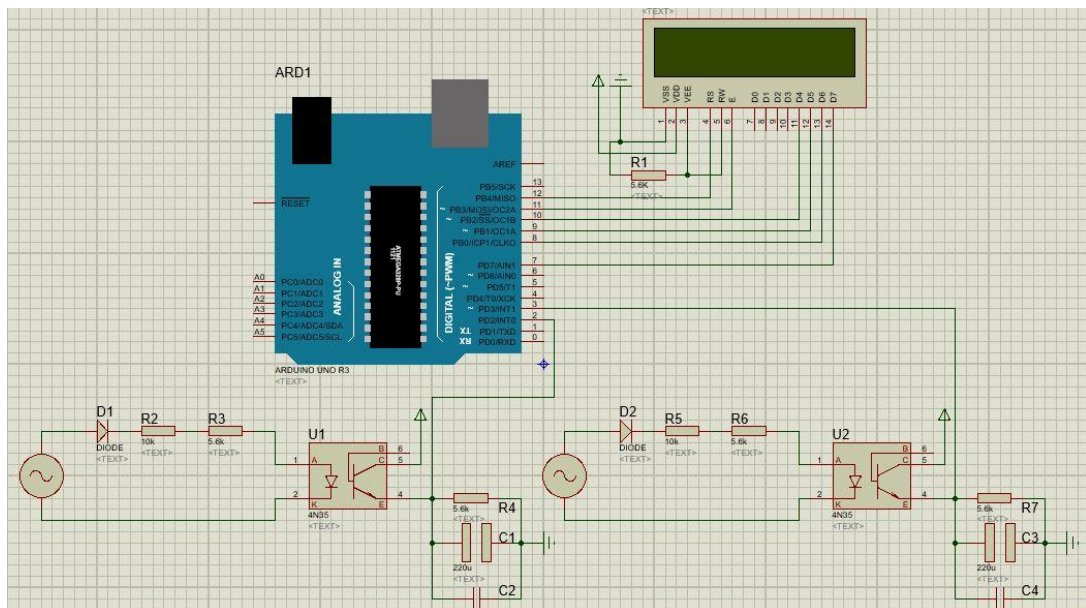 <TEXT>
ARD1
VSS
VDD
VEE
RS
RW
E
D0
D1
D2
D3
D4
D5
D6
D7
1
2
3
4
5
6
7
8
9
10
11
12
13
14
R1
5.6K
<TEXT>
AREF
PB5/SCK 13
PB4/MISO 12
~ PB3/MOSI/OC2A 11
~ PB2/SS/OC1B 10
~ PB1/OC1A 9
PB0/ICP1/CLKO 8
RESET
PD7/AIN1 7
~ PD6/AIN0 6
~ PD5/T1 5
PD4/T0/XCK 4
~ PD3/INT1 3
PD2/INT0 2
TX PD1/TXD 1
RX PD0/RXD 0
A0 PC0/ADC0
A1 PC1/ADC1
A2 PC2/ADC2
A3 PC3/ADC3
A4 PC4/ADC4/SDA
A5 PC5/ADC5/SCL
ANALOG IN
DIGITAL (~PWM)
ARDUINO UNO R3
<TEXT>
D1
DIODE
<TEXT>
R2
10k
<TEXT>
R3
5.6k
<TEXT>
U1
1 A
2 K
B 6
C 5
E 4
4N35
<TEXT>
R4
5.6k
<TEXT>
C1
220u
<TEXT>
C2
D2
DIODE
<TEXT>
R5
10k
<TEXT>
R6
5.6k
<TEXT>
U2
1 A
2 K
B 6
C 5
E 4
4N35
<TEXT>
R7
5.6k
<TEXT>
C3
220u
<TEXT>
C4